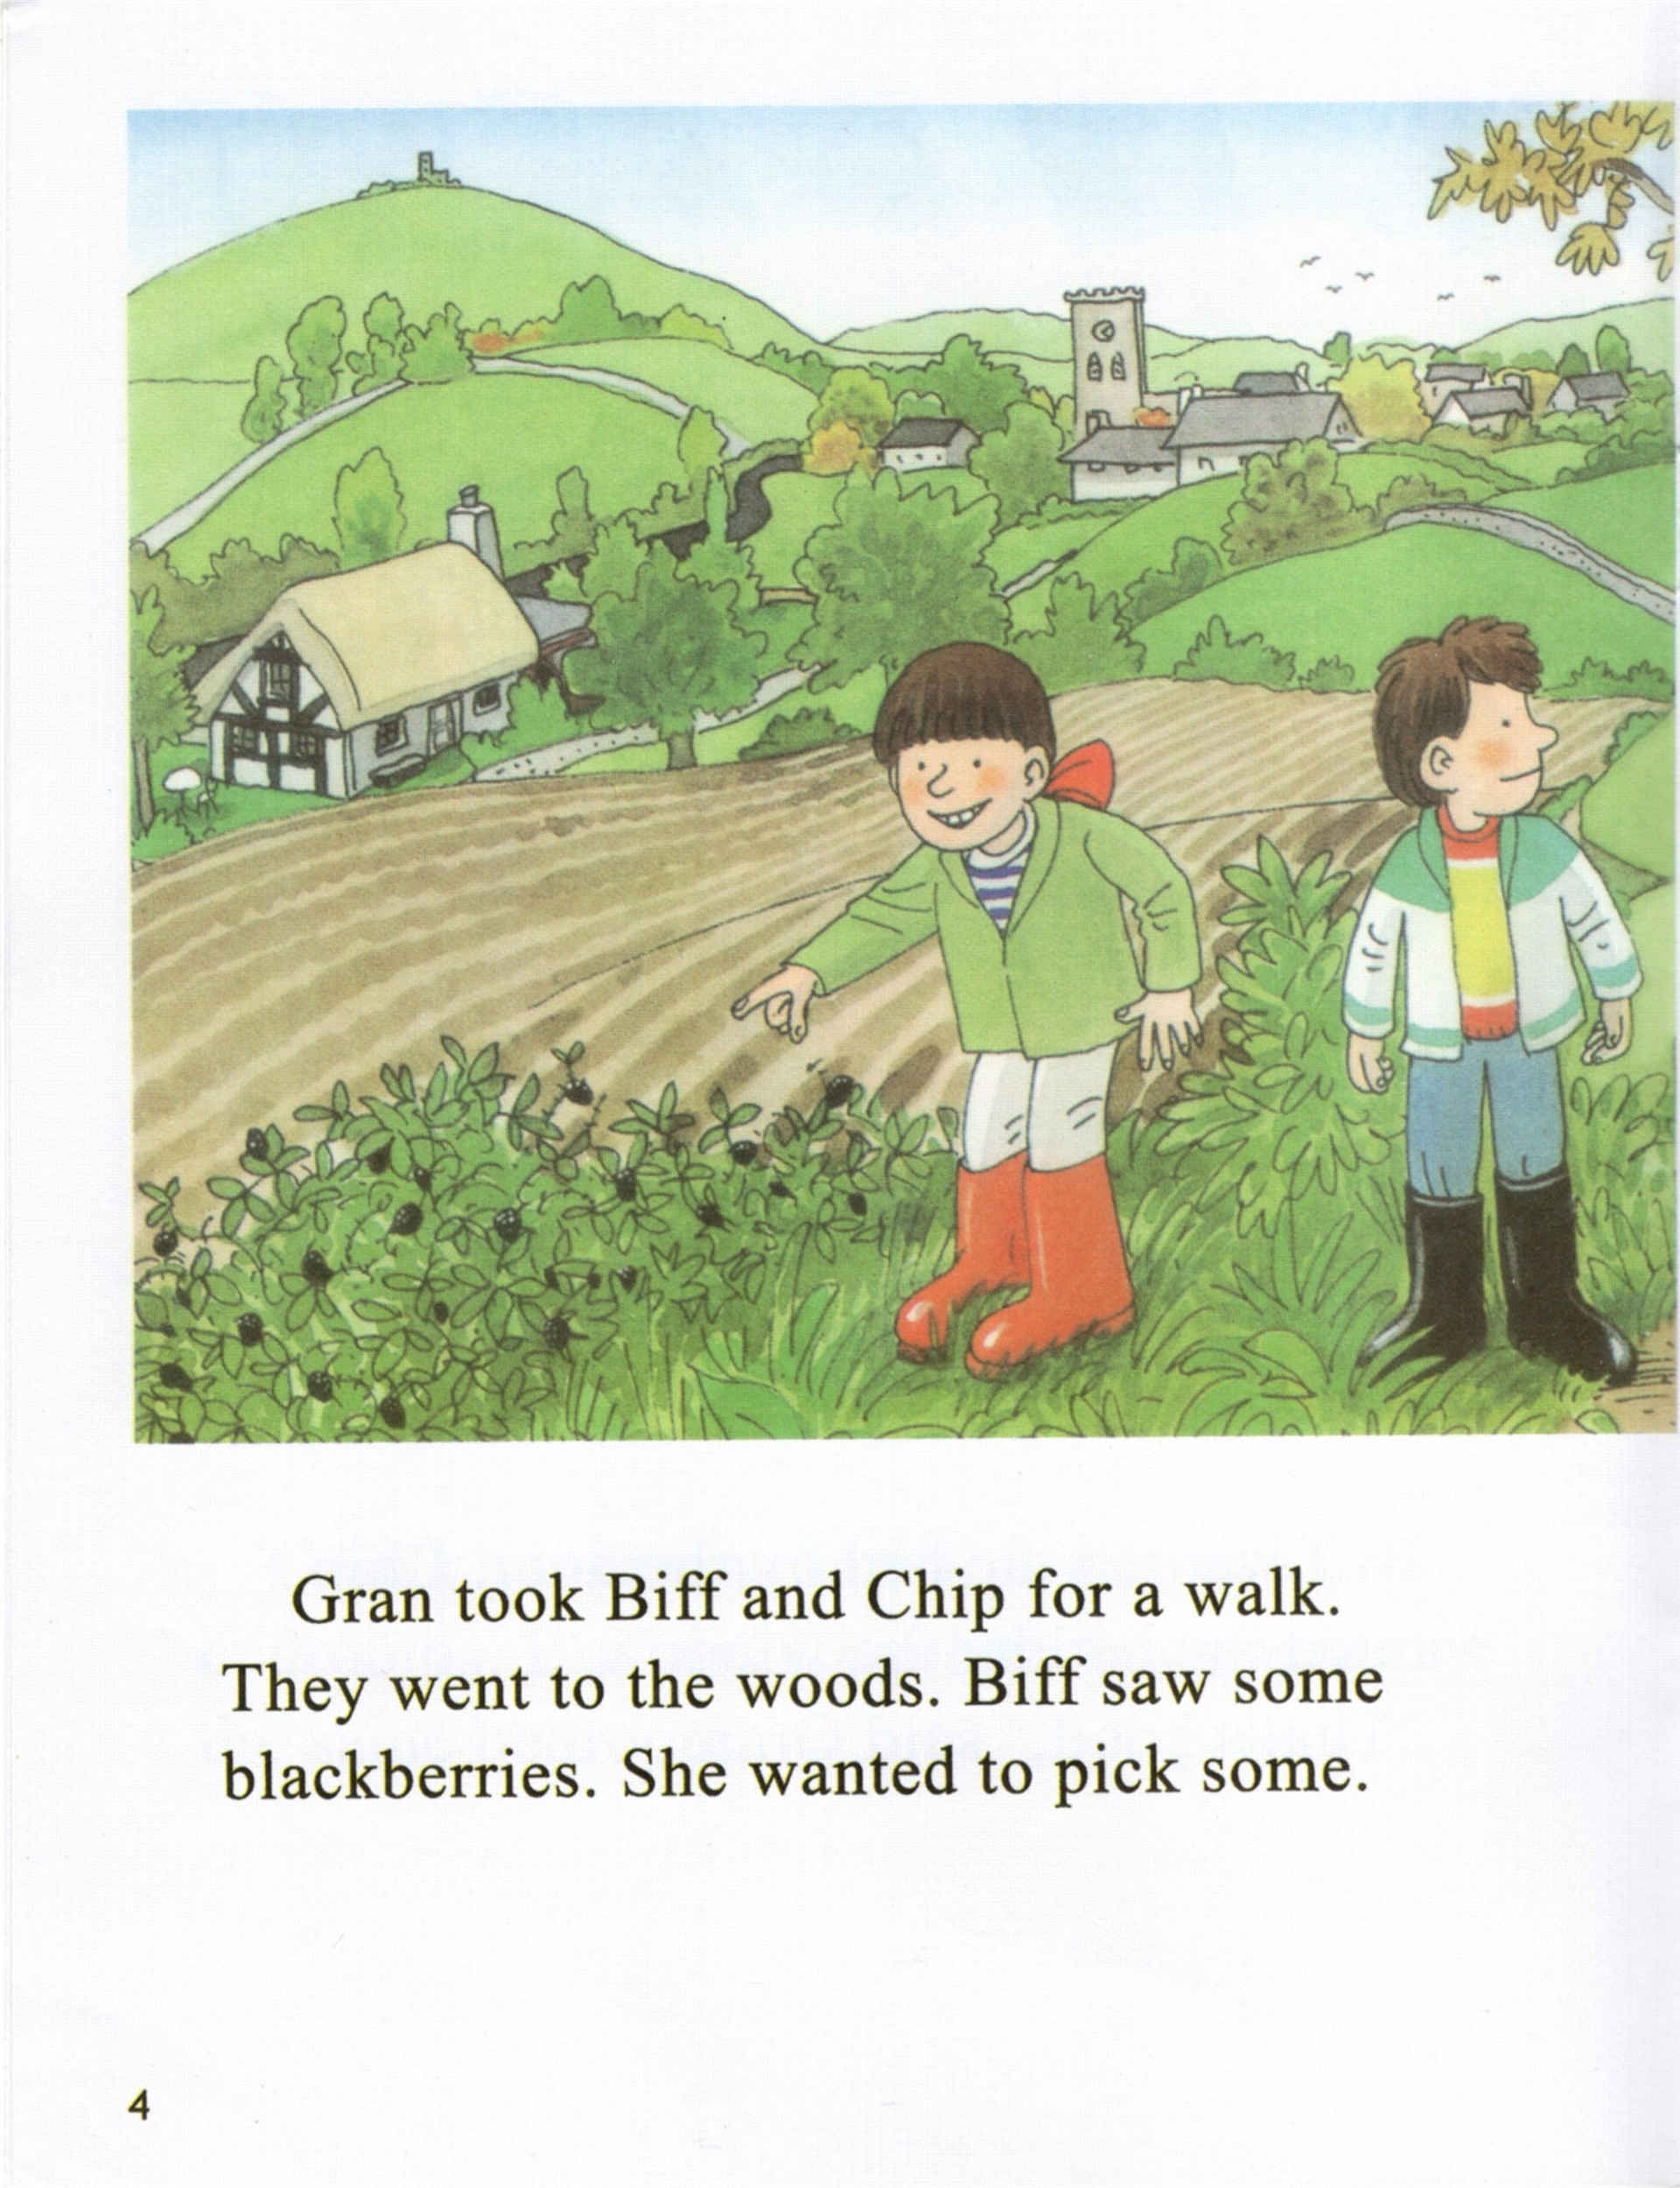 Gran took Biff and Chip for a walk.
They went to the woods. Biff saw some
blackberries. She wanted to pick some.
4